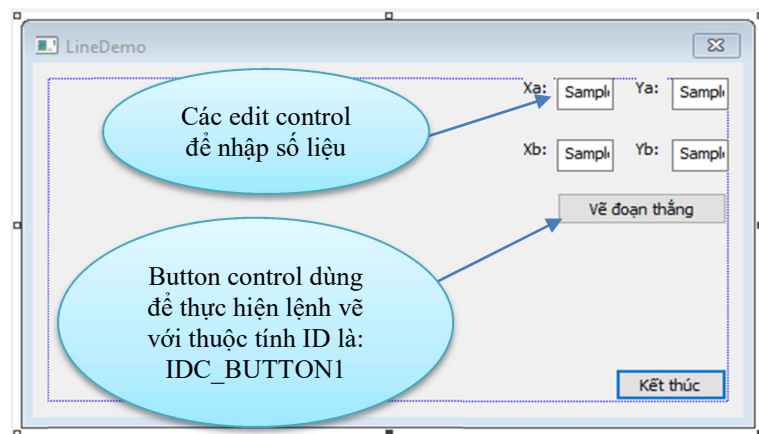 LineDemo
Xa: Sampl Ya: Sampl
Các edit control
để nhập số liệu
Xb: Sampl Yb: Sampl
Vẽ đoạn thẳng
Button control dùng
để thực hiện lệnh vẽ
với thuộc tính ID là:
IDC_BUTTON1
Kết thúc